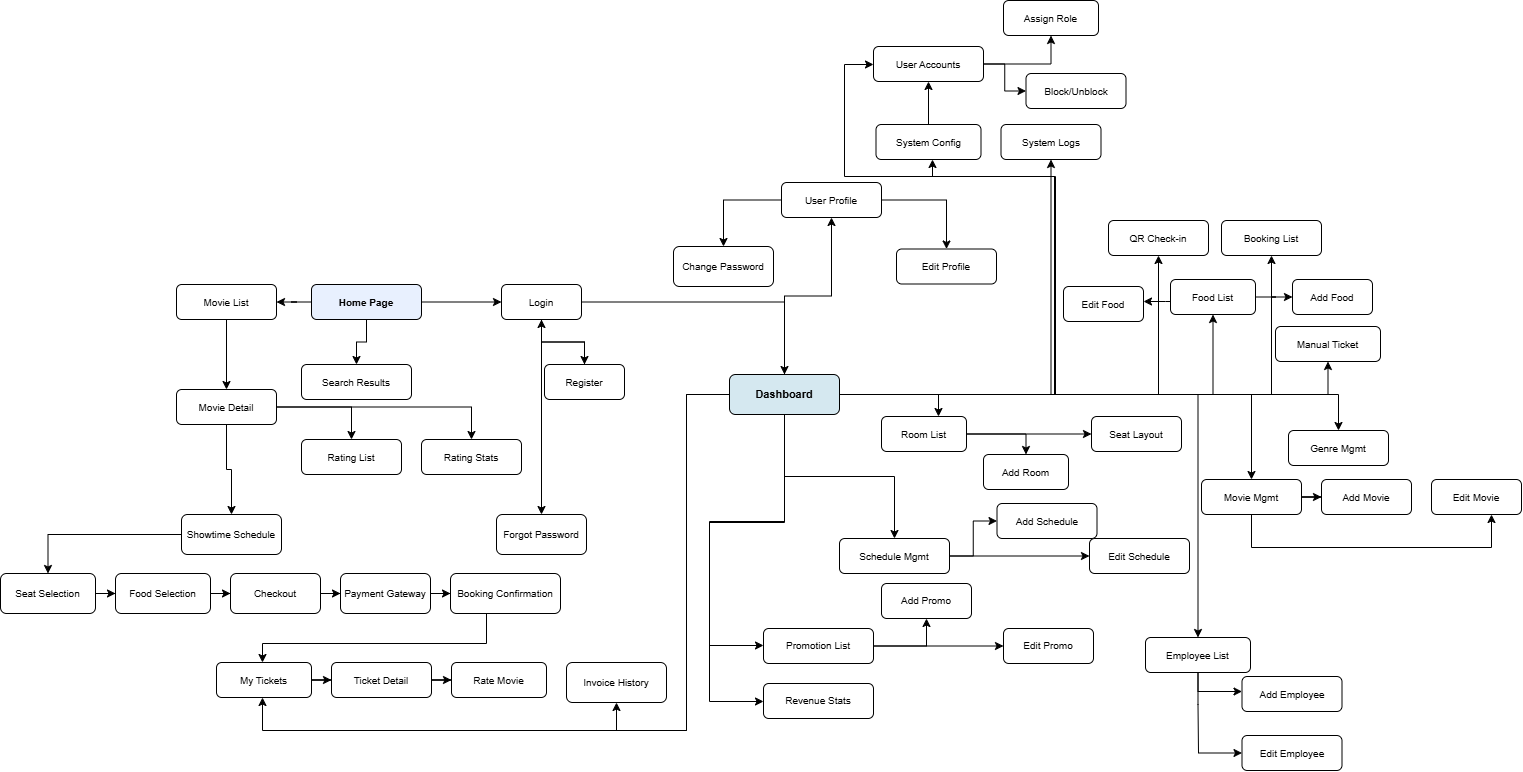 Assign Role
User Accounts
Block/Unblock
System Config
System Logs
User Profile
QR Check-in
Booking List
Change Password
Edit Profile
Movie List
Home Page
Login
Edit Food
Food List
Add Food
Manual Ticket
Search Results
Register
Dashboard
Movie Detail
Rating List
Rating Stats
Room List
Seat Layout
Genre Mgmt
Add Room
Movie Mgmt
Add Movie
Edit Movie
Showtime Schedule
Forgot Password
Add Schedule
Schedule Mgmt
Edit Schedule
Seat Selection
Food Selection
Checkout
Payment Gateway
Booking Confirmation
Add Promo
Promotion List
Edit Promo
Employee List
My Tickets
Ticket Detail
Rate Movie
Invoice History
Revenue Stats
Add Employee
Edit Employee